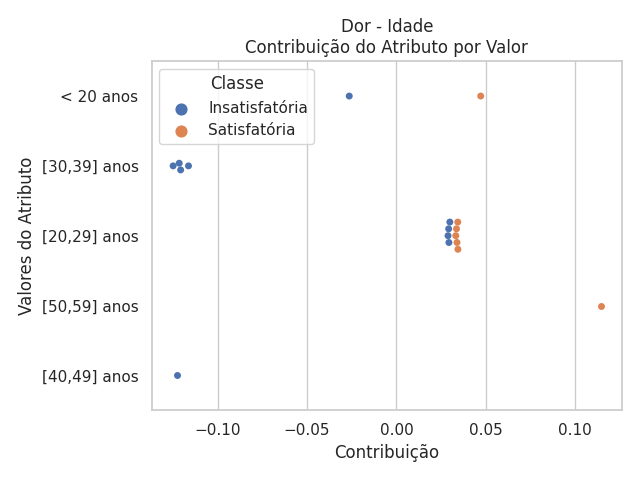 Dor - Idade
Contribuição do Atributo por Valor
Classe
Insatisfatória
Satisfatória
Valores do Atributo
< 20 anos
[30,39] anos
[20,29] anos
[50,59] anos
[40,49] anos
−0.10 −0.05 0.00 0.05 0.10
Contribuição